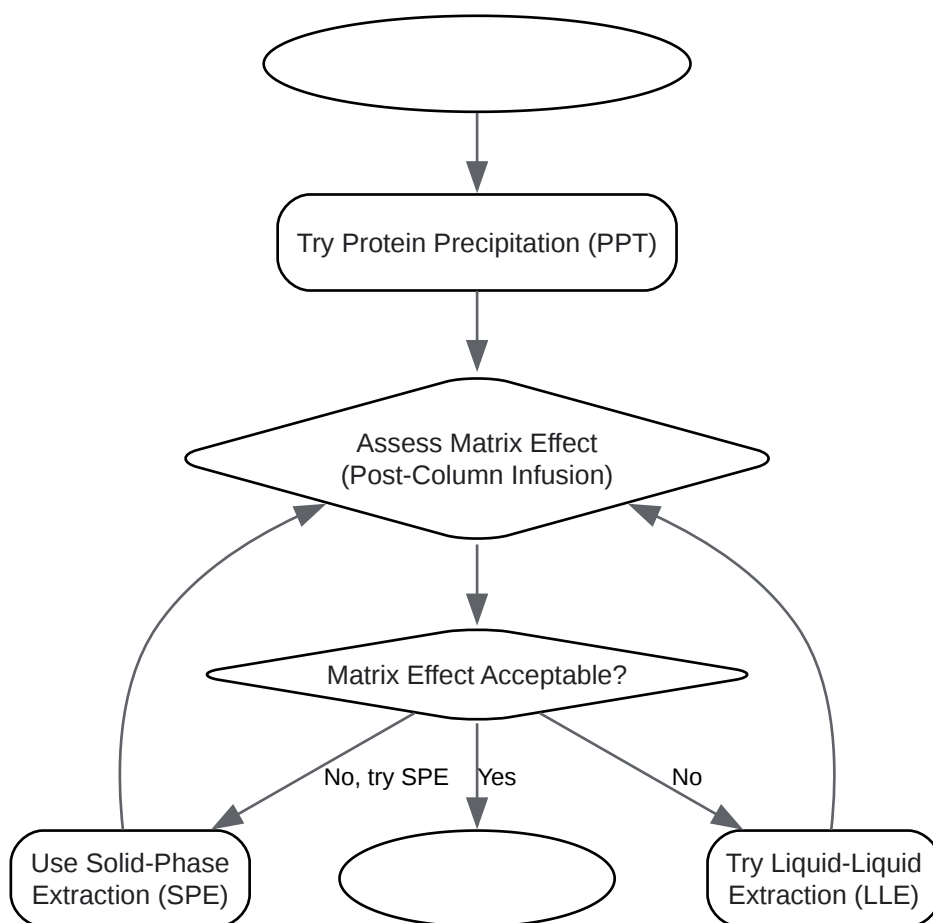 Try Protein Precipitation (PPT)
Assess Matrix Effect
(Post-Column Infusion)
Matrix Effect Acceptable?
No, try SPE
Yes
No
Use Solid-Phase
Extraction (SPE)
Try Liquid-Liquid
Extraction (LLE)